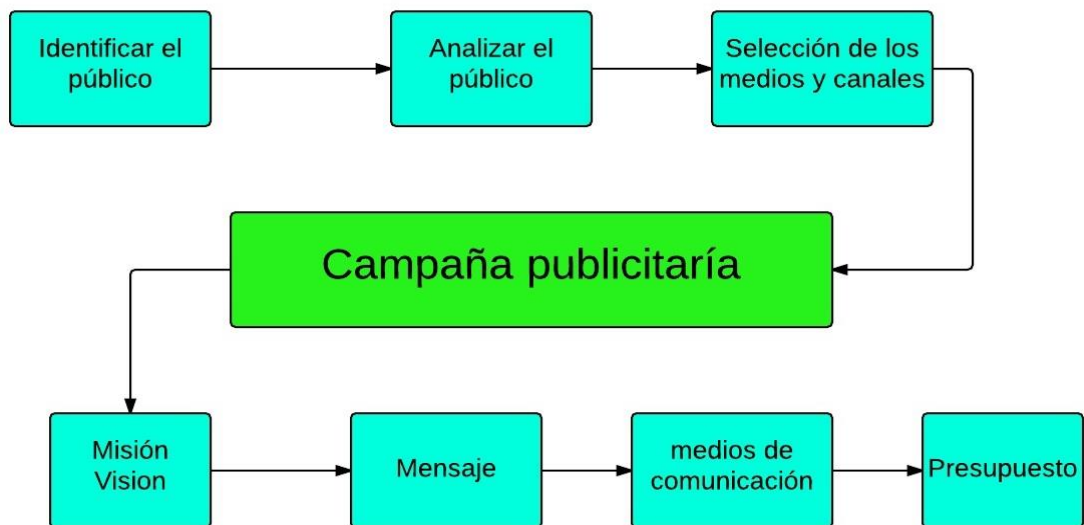 Identificar el
público
Analizar el
público
Selección de los
medios y canales
Campaña publicitaría
Misión
Vision
Mensaje
medios de
comunicación
Presupuesto